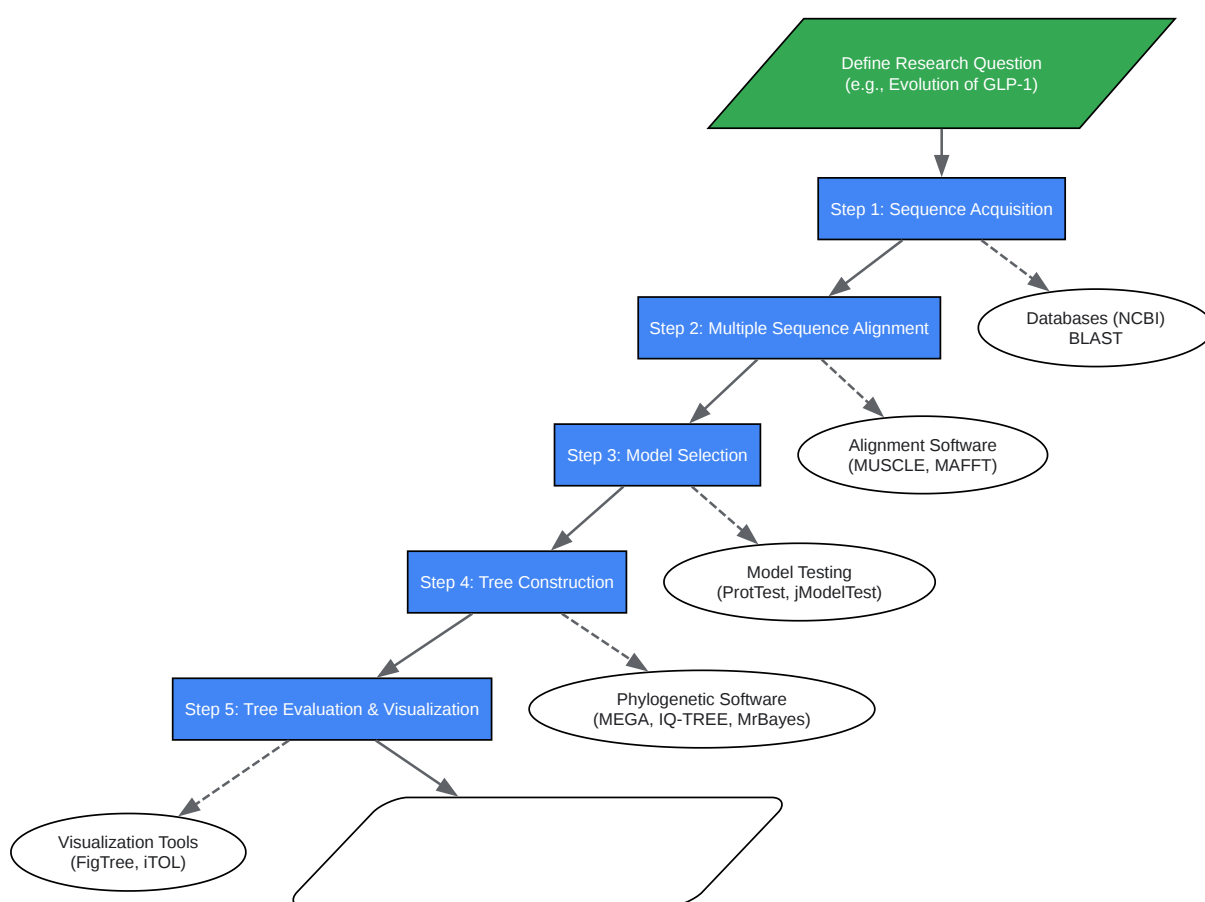 Define Research Question
(e.g., Evolution of GLP-1)
Step 1: Sequence Acquisition
Step 2: Multiple Sequence Alignment
Databases (NCBI)
BLAST
Step 3: Model Selection
Alignment Software
(MUSCLE, MAFFT)
Step 4: Tree Construction
Model Testing
(ProtTest, jModelTest)
Step 5: Tree Evaluation & Visualization
Phylogenetic Software
(MEGA, IQ-TREE, MrBayes)
Visualization Tools
(FigTree, iTOL)